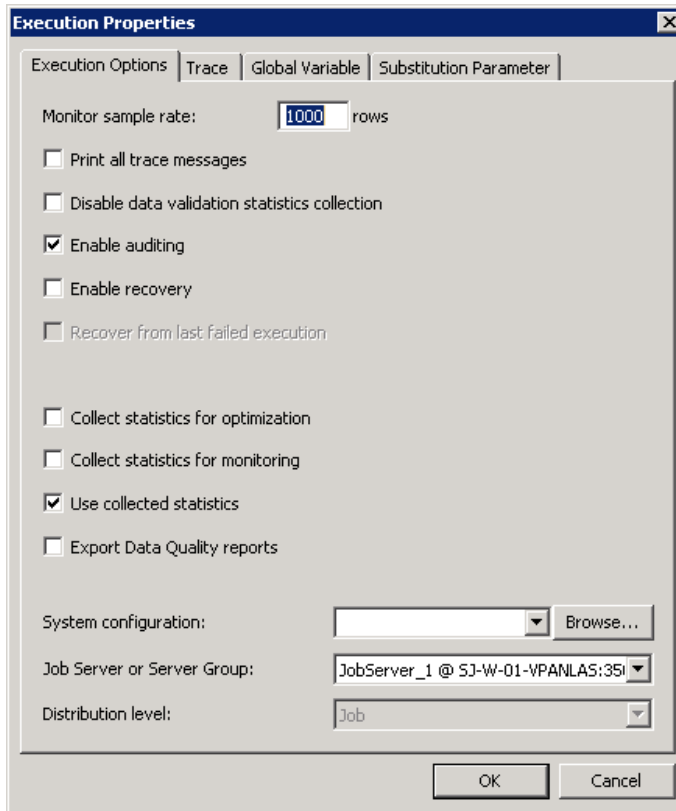 Execution Properties
Execution Options Trace Global Variable Substitution Parameter
Monitor sample rate: 1000 rows
Print all trace messages
Disable data validation statistics collection
Enable auditing
Enable recovery
Recover from last failed execution
Collect statistics for optimization
Collect statistics for monitoring
Use collected statistics
Export Data Quality reports
System configuration: Browse...
Job Server or Server Group: JobServer_1 @ SJ-W-01-VPANLAS:350
Distribution level: Job
OK Cancel